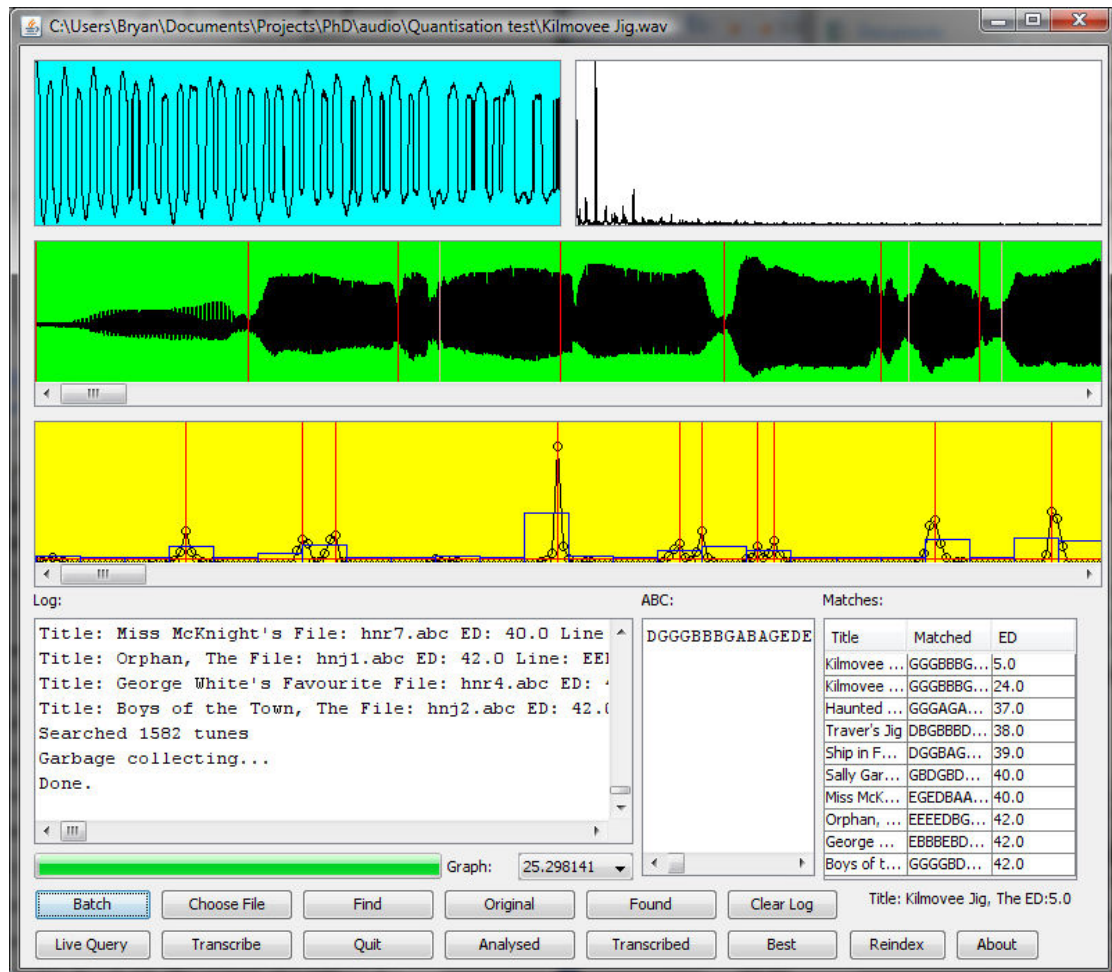 C:\Users\Bryan\Documents\Projects\PhD\audio\Quantisation test\Kilmovee Jig.wav
Log:
ABC:
Matches:
Title: Miss McKnight's File: hnr7.abc ED: 40.0 Line
Title: Orphan, The File: hnj1.abc ED: 42.0 Line: EE
Title: George White's Favourite File: hnr4.abc ED:
Title: Boys of the Town, The File: hnj2.abc ED: 42.
Searched 1582 tunes
Garbage collecting...
Done.
DGGGBBBGABAGEDE
Title Matched ED
Kilmovee ... GGGBBBG... 5.0
Kilmovee ... GGGBBBG... 24.0
Haunted ... GGGAGA... 37.0
Traver's Jig DBGBBBD... 38.0
Ship in F... DGGBAG... 39.0
Sally Gar... GBDGBD... 40.0
Miss McK... EGEDBAA... 40.0
Orphan, ... EEEEDBG... 42.0
George ... EBBBEBD... 42.0
Boys of t... GGGGBD... 42.0
Graph: 25.298141
Batch Choose File Find Original Found Clear Log Title: Kilmovee Jig, The ED:5.0
Live Query Transcribe Quit Analysed Transcribed Best Reindex About